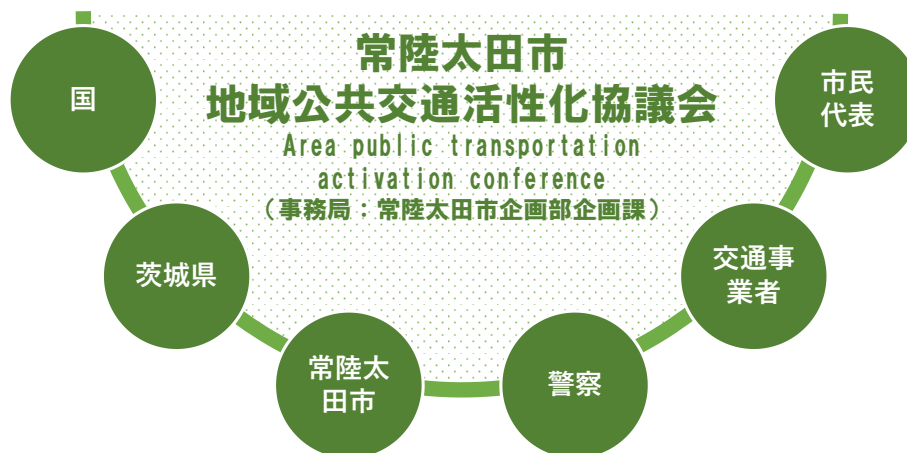 常陸太田市
地域公共交通活性化協議会
Area public transportation
activation conference
（事務局：常陸太田市企画部企画課）
国
茨城県
常陸太
田市
警察
交通事
業者
市民
代表